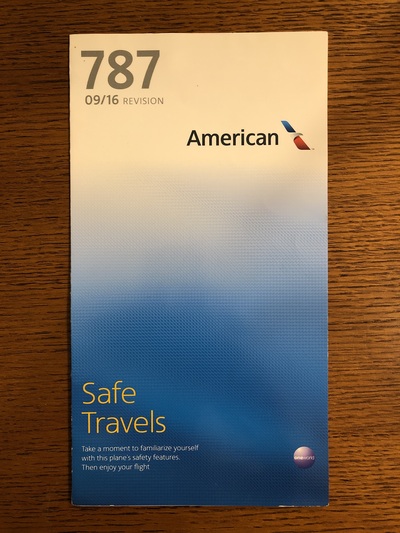 787
09/16 REVISION
American
Safe
Travels
Take a moment to familiarize yourself
with this plane's safety features.
Then enjoy your flight
oneworld